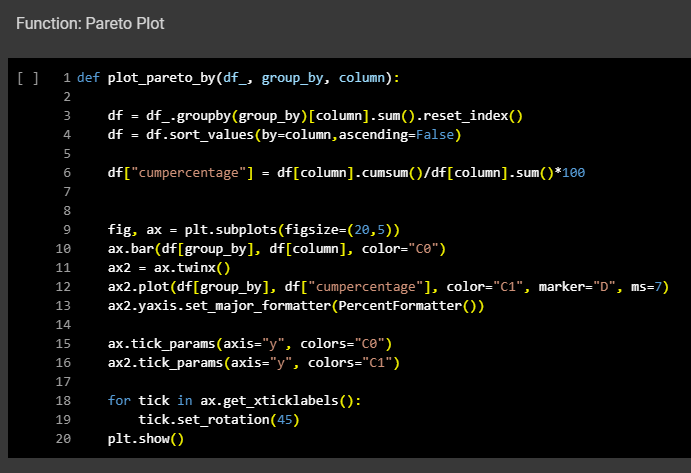 Function: Pareto Plot
[ ] 1 def plot_pareto_by(df_, group_by, column):
2
3     df = df_.groupby(group_by)[column].sum().reset_index()
4     df = df.sort_values(by=column,ascending=False)
5
6     df["cumpercentage"] = df[column].cumsum()/df[column].sum()*100
7
8
9     fig, ax = plt.subplots(figsize=(20,5))
10     ax.bar(df[group_by], df[column], color="C0")
11     ax2 = ax.twinx()
12     ax2.plot(df[group_by], df["cumpercentage"], color="C1", marker="D", ms=7)
13     ax2.yaxis.set_major_formatter(PercentFormatter())
14
15     ax.tick_params(axis="y", colors="C0")
16     ax2.tick_params(axis="y", colors="C1")
17
18     for tick in ax.get_xticklabels():
19         tick.set_rotation(45)
20     plt.show()